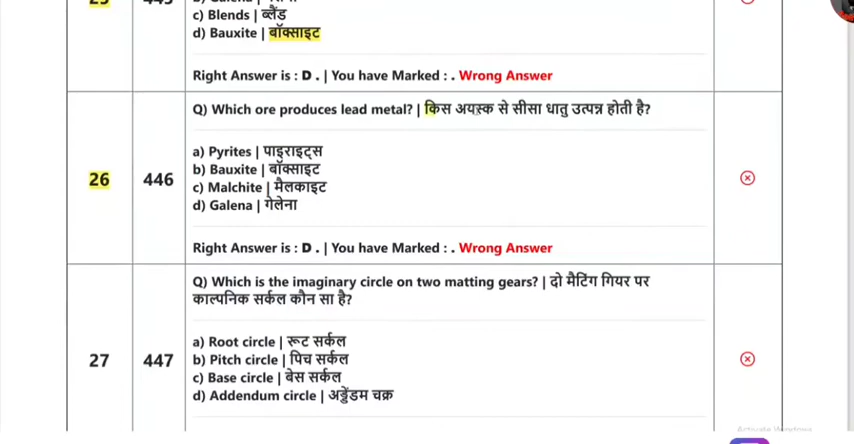 c) Blends | ब्लैंड
d) Bauxite | बॉक्साइट
Right Answer is : D . | You have Marked : . Wrong Answer
26
446
Q) Which ore produces lead metal? | किस अयस्क से सीसा धातु उत्पन्न होती है?
a) Pyrites | पाइराइट्स
b) Bauxite | बॉक्साइट
c) Malchite | मैलकाइट
d) Galena | गेलेना
Right Answer is : D . | You have Marked : . Wrong Answer
27
447
Q) Which is the imaginary circle on two matting gears? | दो मैटिंग गियर पर
काल्पनिक सर्कल कौन सा है?
a) Root circle | रूट सर्कल
b) Pitch circle | पिच सर्कल
c) Base circle | बेस सर्कल
d) Addendum circle | अड्डेंडम चक्र